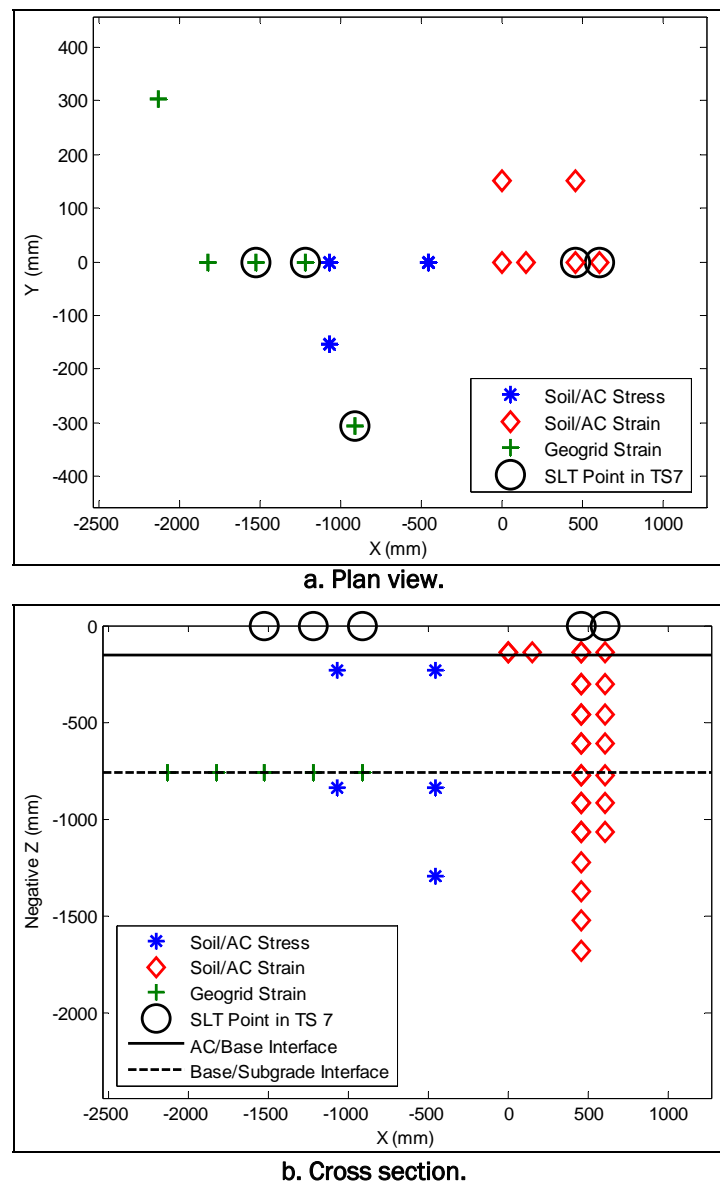 400
300
200
100
0
-100
-200
-300
-400
Y (mm)
Soil/AC Stress
Soil/AC Strain
Geogrid Strain
SLT Point in TS7
-2500 -2000 -1500 -1000 -500 0 500 1000
X (mm)
a. Plan view.
0
-500
-1000
-1500
-2000
Negative Z (mm)
Soil/AC Stress
Soil/AC Strain
Geogrid Strain
SLT Point in TS 7
AC/Base Interface
Base/Subgrade Interface
-2500 -2000 -1500 -1000 -500 0 500 1000
X (mm)
b. Cross section.